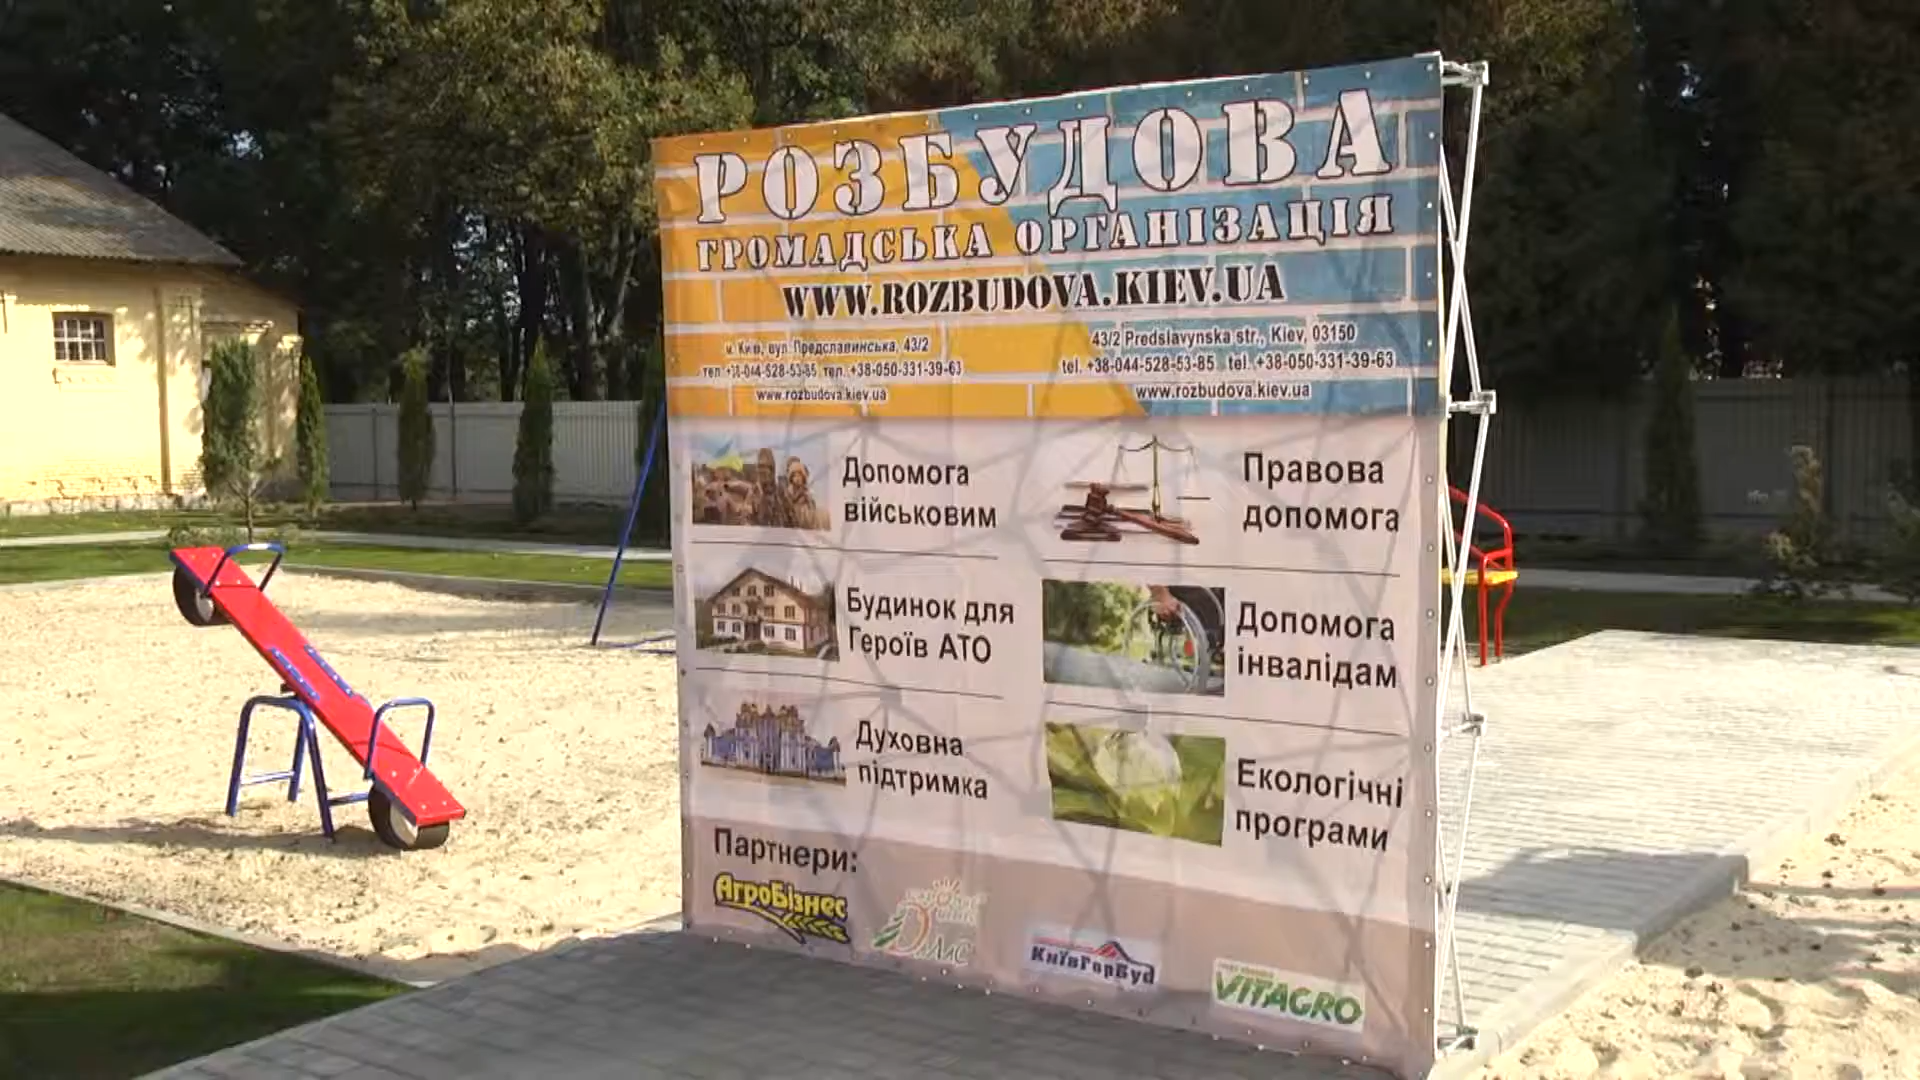 РОЗБУДОВА
ГРОМАДСЬКА ОРГАНІЗАЦІЯ
WWW.ROZBUDOVA.KIEV.UA
м. Київ, вул. Предславинська, 43/2
тел. +38-044-528-53-85 тел. +38-050-331-39-63
www.rozbudova.kiev.ua
43/2 Predslavynska str., Kiev, 03150
tel. +38-044-528-53-85 tel. +38-050-331-39-63
www.rozbudova.kiev.ua
Допомога
військовим
Правова
допомога
Будинок для
Героїв АТО
Допомога
інвалідам
Духовна
підтримка
Екологічні
програми
Партнери:
АгроБізнес
КиївГорБуд
VITAGRO